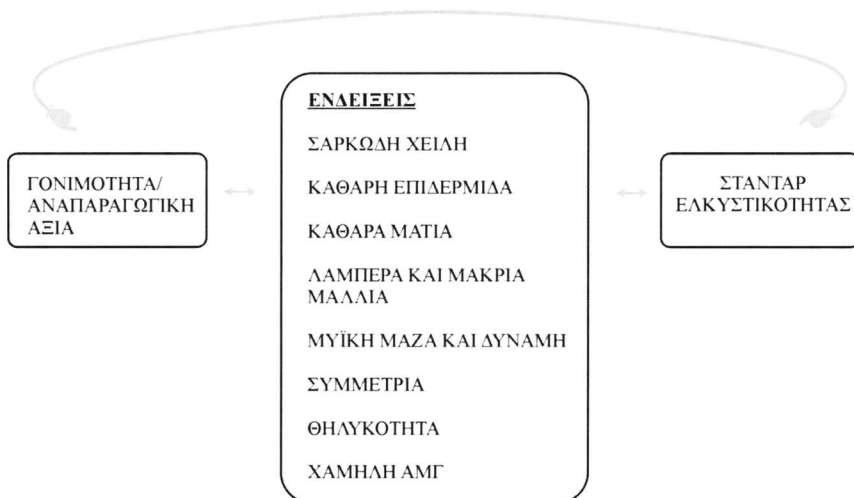 ΕΝΔΕΙΞΕΙΣ
ΣΑΡΚΩΔΗ ΧΕΙΛΗ
ΚΑΘΑΡΗ ΕΠΙΔΕΡΜΙΔΑ
ΚΑΘΑΡΑ ΜΑΤΙΑ
ΛΑΜΠΕΡΑ ΚΑΙ ΜΑΚΡΙΑ
ΜΑΛΛΙΑ
ΜΥΪΚΗ ΜΑΖΑ ΚΑΙ ΔΥΝΑΜΗ
ΣΥΜΜΕΤΡΙΑ
ΘΗΛΥΚΟΤΗΤΑ
ΧΑΜΗΛΗ ΑΜΓ
ΓΟΝΙΜΟΤΗΤΑ/
ΑΝΑΠΑΡΑΓΩΓΙΚΗ
ΑΞΙΑ
ΣΤΑΝΤΑΡ
ΕΛΚΥΣΤΙΚΟΤΗΤΑΣ